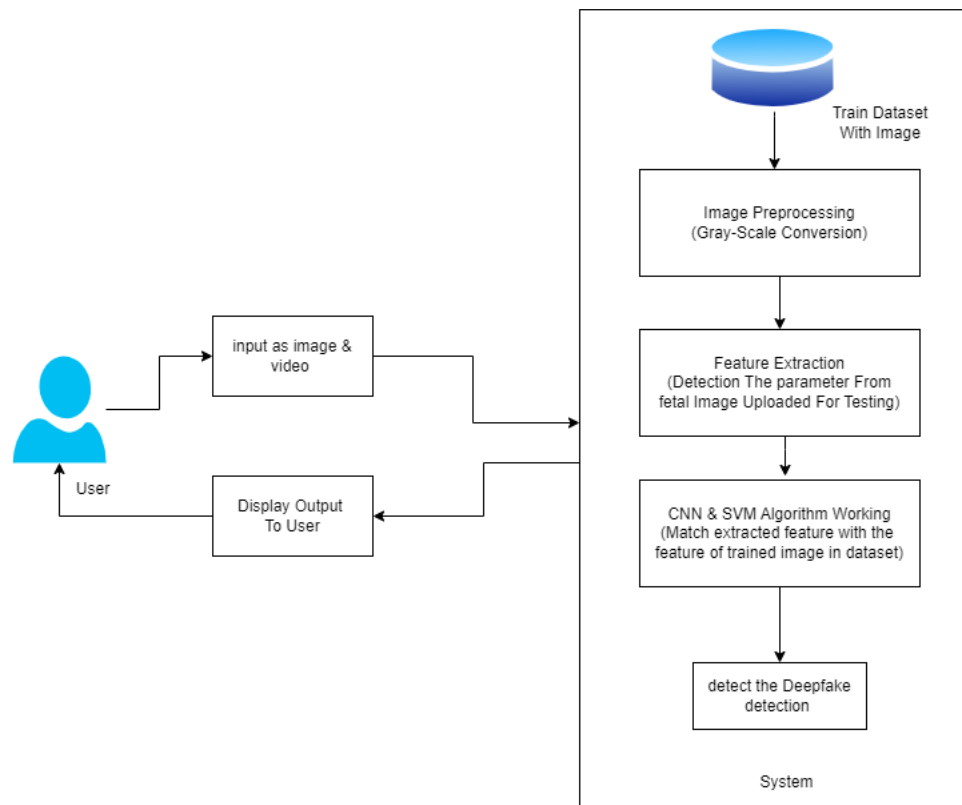 Train Dataset
With Image
Image Preprocessing
(Gray-Scale Conversion)
input as image &
video
Feature Extraction
(Detection The parameter From
fetal Image Uploaded For Testing)
User
Display Output
To User
CNN & SVM Algorithm Working
(Match extracted feature with the
feature of trained image in dataset)
detect the Deepfake
detection
System